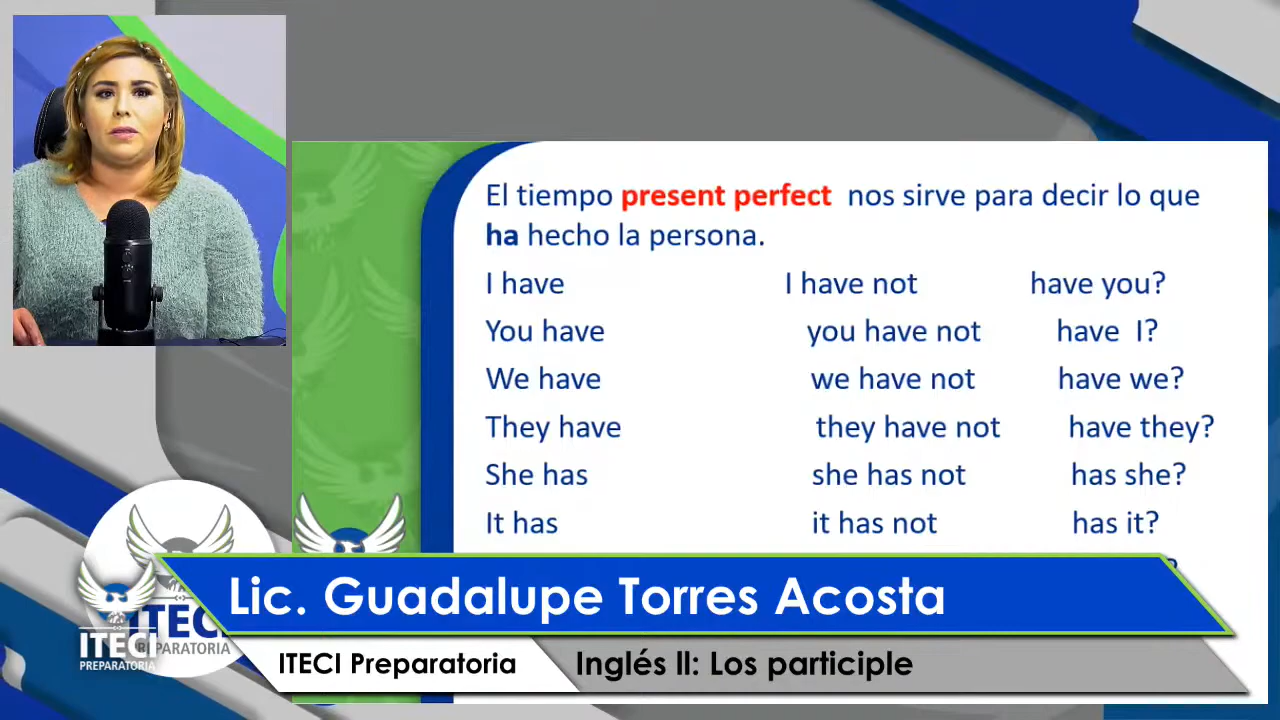 El tiempo present perfect nos sirve para decir lo que
ha hecho la persona.
I have I have not have you?
You have you have not have I?
We have we have not have we?
They have they have not have they?
She has she has not has she?
It has it has not has it?
?
Lic. Guadalupe Torres Acosta
ITECI Preparatoria Inglés II: Los participle
ITECI
PREPARATORIA
ITECI
PARATORIA